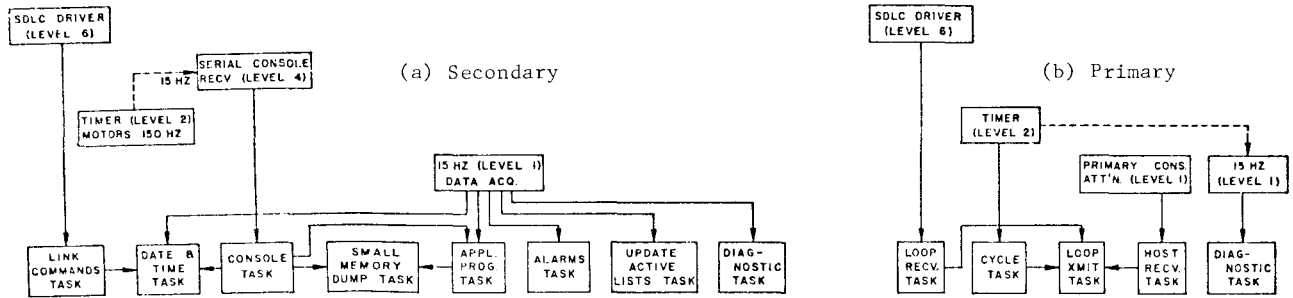 SDLC DRIVER
(LEVEL 6)
SERIAL CONSOLE
RECV (LEVEL 4)
15 HZ
TIMER (LEVEL 2)
MOTORS 150 HZ
(a) Secondary
15 HZ (LEVEL 1)
DATA ACQ.
LINK
COMMANDS
TASK
DATE &
TIME
TASK
CONSOLE
TASK
SMALL
MEMORY
DUMP TASK
APPL.
PROG.
TASK
ALARMS
TASK
UPDATE
ACTIVE
LISTS TASK
DIAG-
NOSTIC
TASK
SDLC DRIVER
(LEVEL 6)
(b) Primary
TIMER
(LEVEL 2)
PRIMARY CONS.
ATT'N. (LEVEL 1)
15 HZ
(LEVEL 1)
LOOP
RECV.
TASK
CYCLE
TASK
LOOP
XMIT
TASK
HOST
RECV.
TASK
DIAG-
NOSTIC
TASK